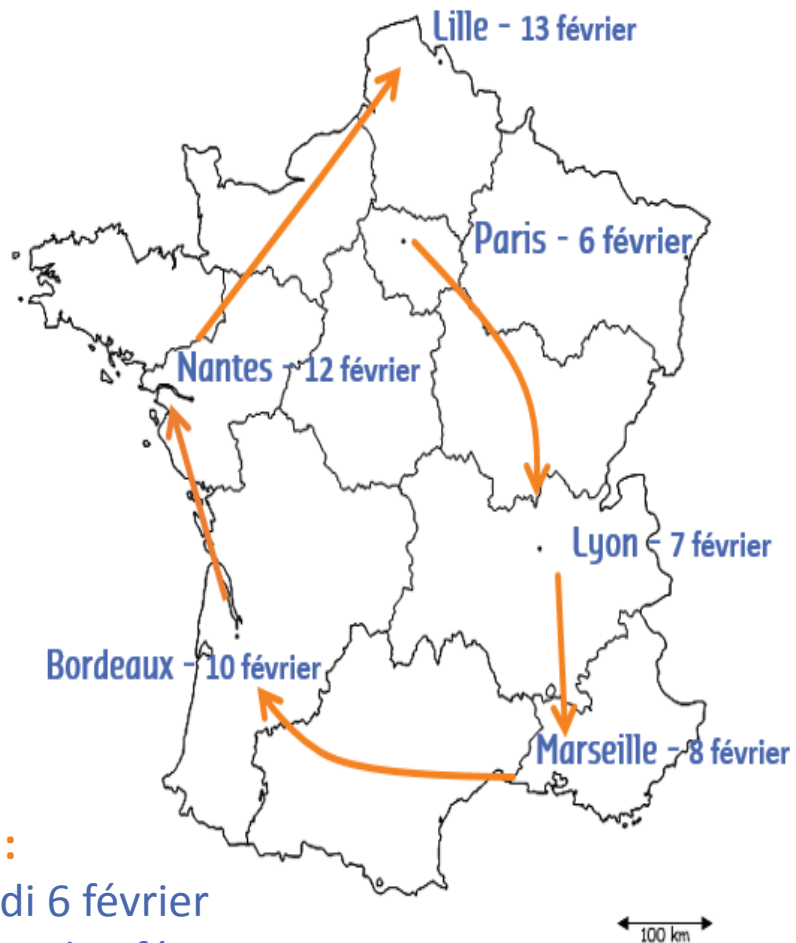 Lille - 13 février
Paris - 6 février
Nantes - 12 février
Lyon - 7 février
Bordeaux - 10 février
Marseille - 8 février
:
di 6 février
100 km